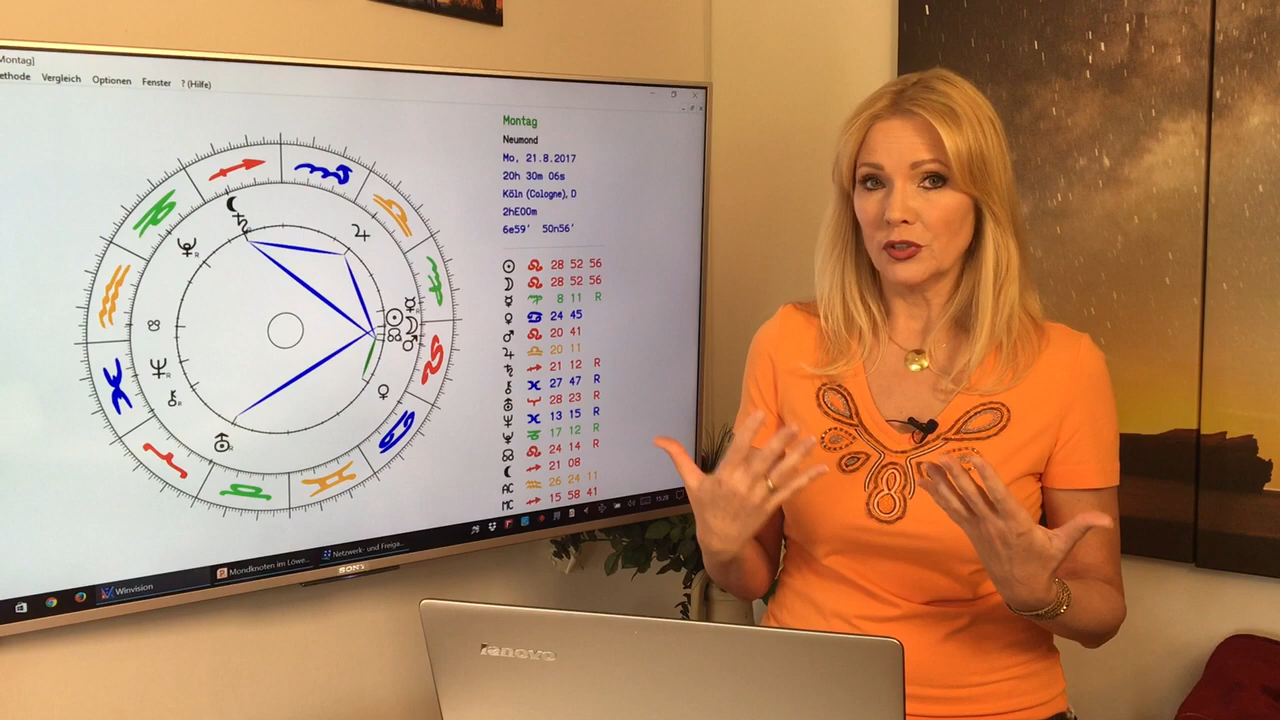 Montag]
ethode Vergleich Optionen Fenster ? (Hilfe)
Montag
Neumond
Mo, 21.8.2017
20h 30m 06s
Köln (Cologne), D
2hE00m
6e59' 50n56'
28 52 56
28 52 56
8 11 R
24 45
20 41
20 11
21 12 R
27 47 R
28 23 R
13 15 R
17 12 R
24 14 R
21 08
AC 26 24 11
MC 15 58 41
Winvision
Mondknoten im Löwe...
Netzwerk- und Freiga...
15:28
SONY
lenovo